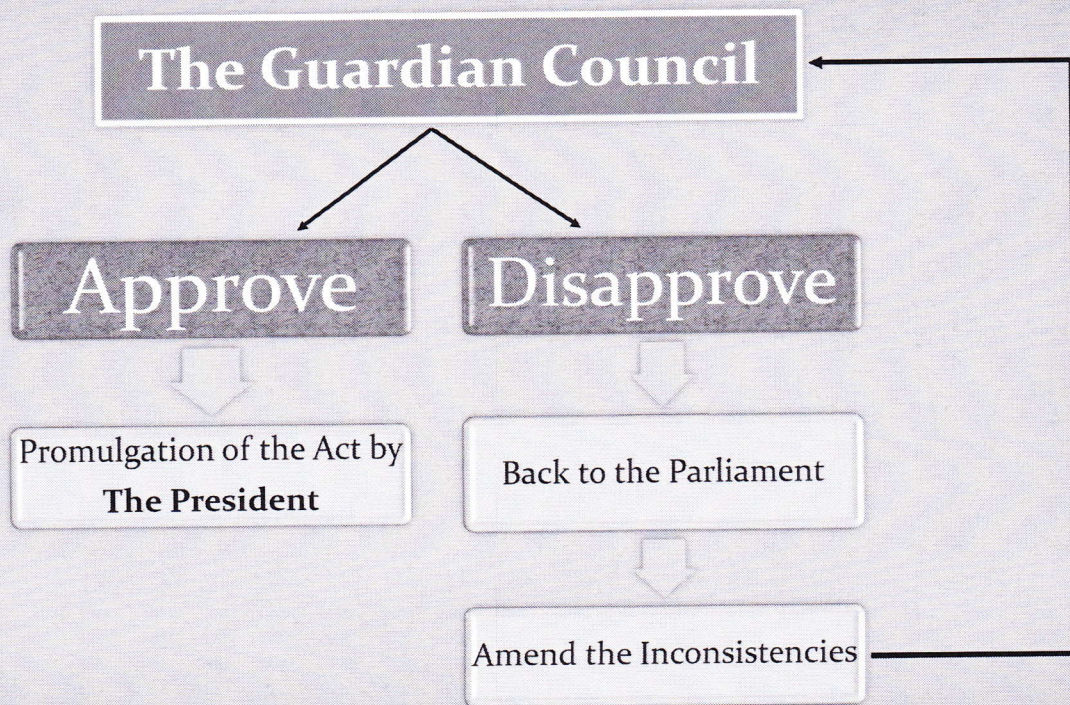 The Guardian Council
Approve
Disapprove
Promulgation of the Act by
The President
Back to the Parliament
Amend the Inconsistencies